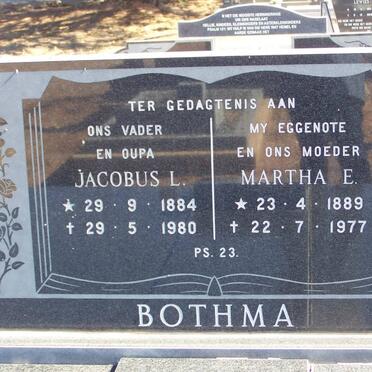 TER GEDAGTENIS AAN
ONS VADER
EN OUPA
JACOBUS L.
★ 29 · 9 · 1884
✝ 29 · 5 · 1980
MY EGGENOTE
EN ONS MOEDER
MARTHA E.
★ 23 · 4 · 1889
✝ 22 · 7 · 1977
PS. 23.
BOTHMA